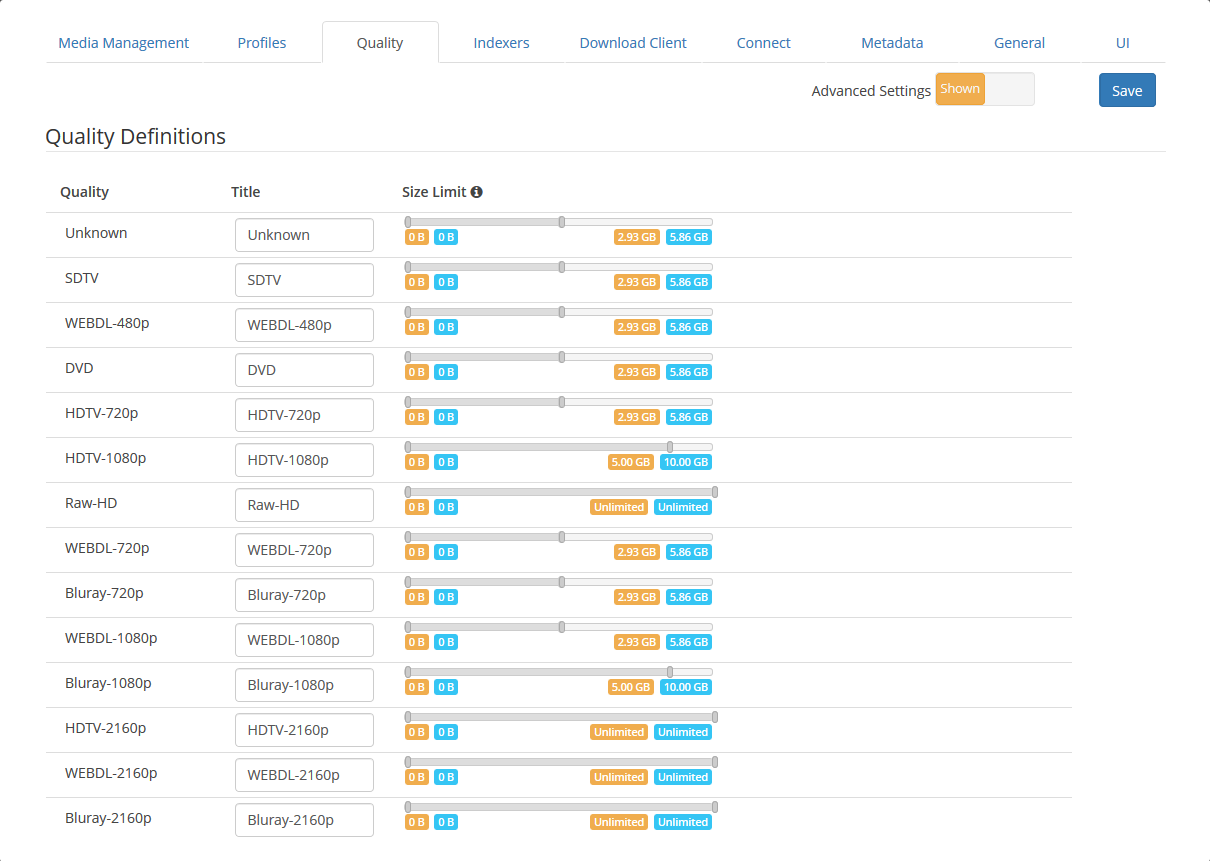 Media Management Profiles Quality Indexers Download Client Connect Metadata General UI
Advanced Settings Shown Save
Quality Definitions
Quality Title Size Limit
Unknown Unknown 0 B 0 B 2.93 GB 5.86 GB
SDTV SDTV 0 B 0 B 2.93 GB 5.86 GB
WEBDL-480p WEBDL-480p 0 B 0 B 2.93 GB 5.86 GB
DVD DVD 0 B 0 B 2.93 GB 5.86 GB
HDTV-720p HDTV-720p 0 B 0 B 2.93 GB 5.86 GB
HDTV-1080p HDTV-1080p 0 B 0 B 5.00 GB 10.00 GB
Raw-HD Raw-HD 0 B 0 B Unlimited Unlimited
WEBDL-720p WEBDL-720p 0 B 0 B 2.93 GB 5.86 GB
Bluray-720p Bluray-720p 0 B 0 B 2.93 GB 5.86 GB
WEBDL-1080p WEBDL-1080p 0 B 0 B 2.93 GB 5.86 GB
Bluray-1080p Bluray-1080p 0 B 0 B 5.00 GB 10.00 GB
HDTV-2160p HDTV-2160p 0 B 0 B Unlimited Unlimited
WEBDL-2160p WEBDL-2160p 0 B 0 B Unlimited Unlimited
Bluray-2160p Bluray-2160p 0 B 0 B Unlimited Unlimited